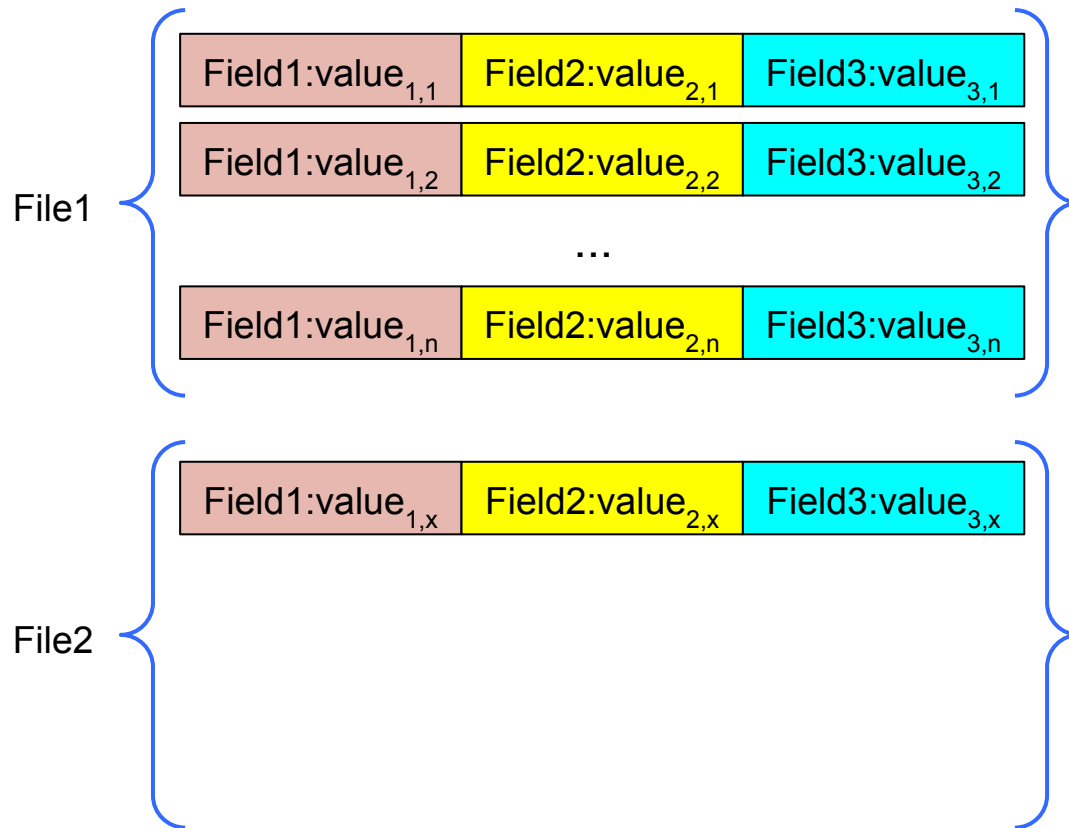 Field1:value1,1 Field2:value2,1 Field3:value3,1
Field1:value1,2 Field2:value2,2 Field3:value3,2
File1
...
Field1:value1,n Field2:value2,n Field3:value3,n
Field1:value1,x Field2:value2,x Field3:value3,x
File2